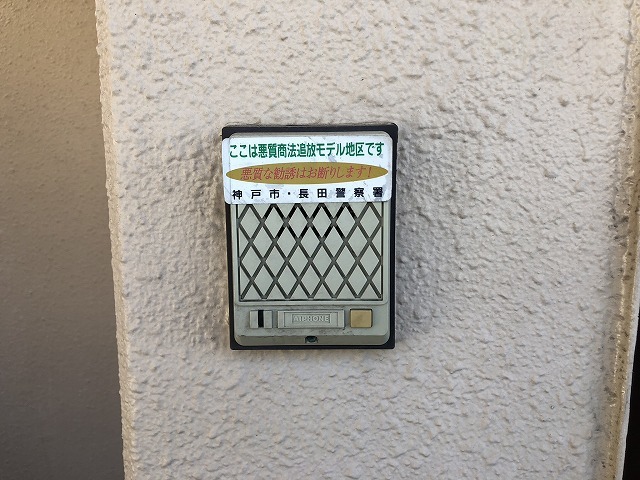 ここは悪質商法追放モデル地区です
悪質な勧誘はお断りします!
神戸市・長田警察署
AIPHONE